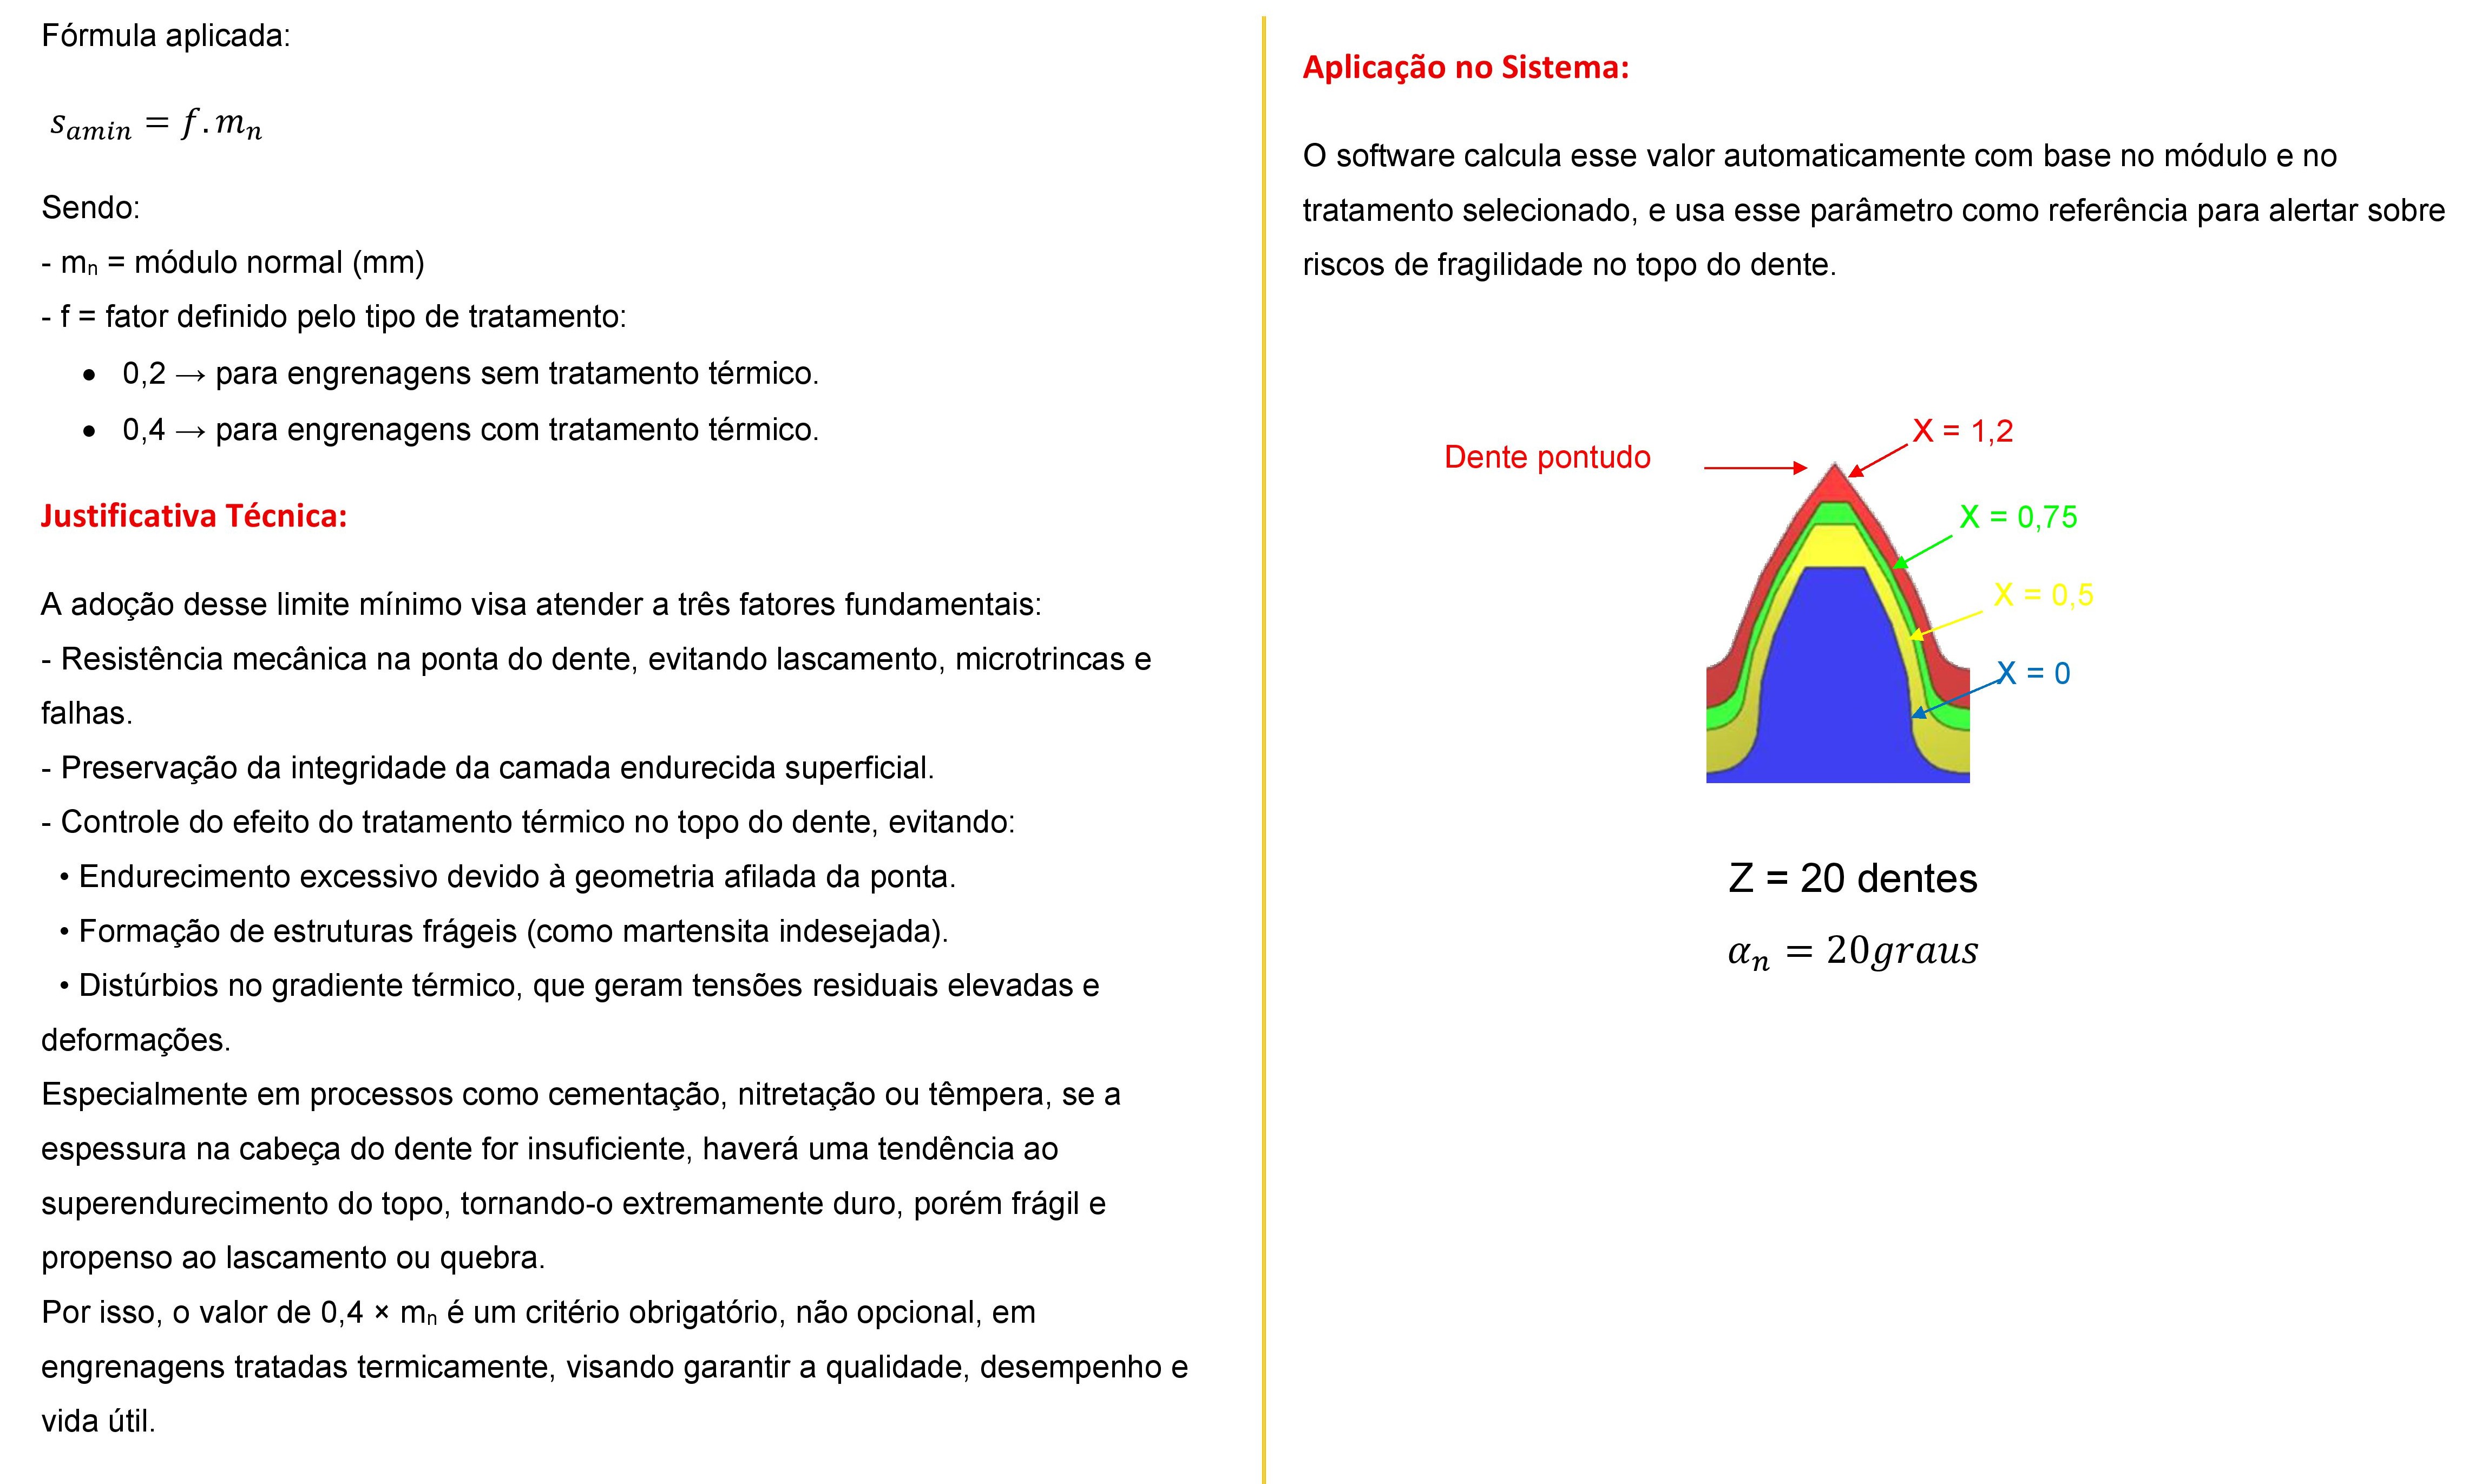 Fórmula aplicada:
s_amin = f.m_n
Sendo:
- mₙ = módulo normal (mm)
- f = fator definido pelo tipo de tratamento:
• 0,2 → para engrenagens sem tratamento térmico.
• 0,4 → para engrenagens com tratamento térmico.
Justificativa Técnica:
A adoção desse limite mínimo visa atender a três fatores fundamentais:
- Resistência mecânica na ponta do dente, evitando lascamento, microtrincas e
falhas.
- Preservação da integridade da camada endurecida superficial.
- Controle do efeito do tratamento térmico no topo do dente, evitando:
• Endurecimento excessivo devido à geometria afilada da ponta.
• Formação de estruturas frágeis (como martensita indesejada).
• Distúrbios no gradiente térmico, que geram tensões residuais elevadas e
deformações.
Especialmente em processos como cementação, nitretação ou têmpera, se a
espessura na cabeça do dente for insuficiente, haverá uma tendência ao
superendurecimento do topo, tornando-o extremamente duro, porém frágil e
propenso ao lascamento ou quebra.
Por isso, o valor de 0,4 × mₙ é um critério obrigatório, não opcional, em
engrenagens tratadas termicamente, visando garantir a qualidade, desempenho e
vida útil.
Aplicação no Sistema:
O software calcula esse valor automaticamente com base no módulo e no
tratamento selecionado, e usa esse parâmetro como referência para alertar sobre
riscos de fragilidade no topo do dente.
X = 1,2
Dente pontudo
X = 0,75
X = 0,5
X = 0
Z = 20 dentes
αₙ = 20graus